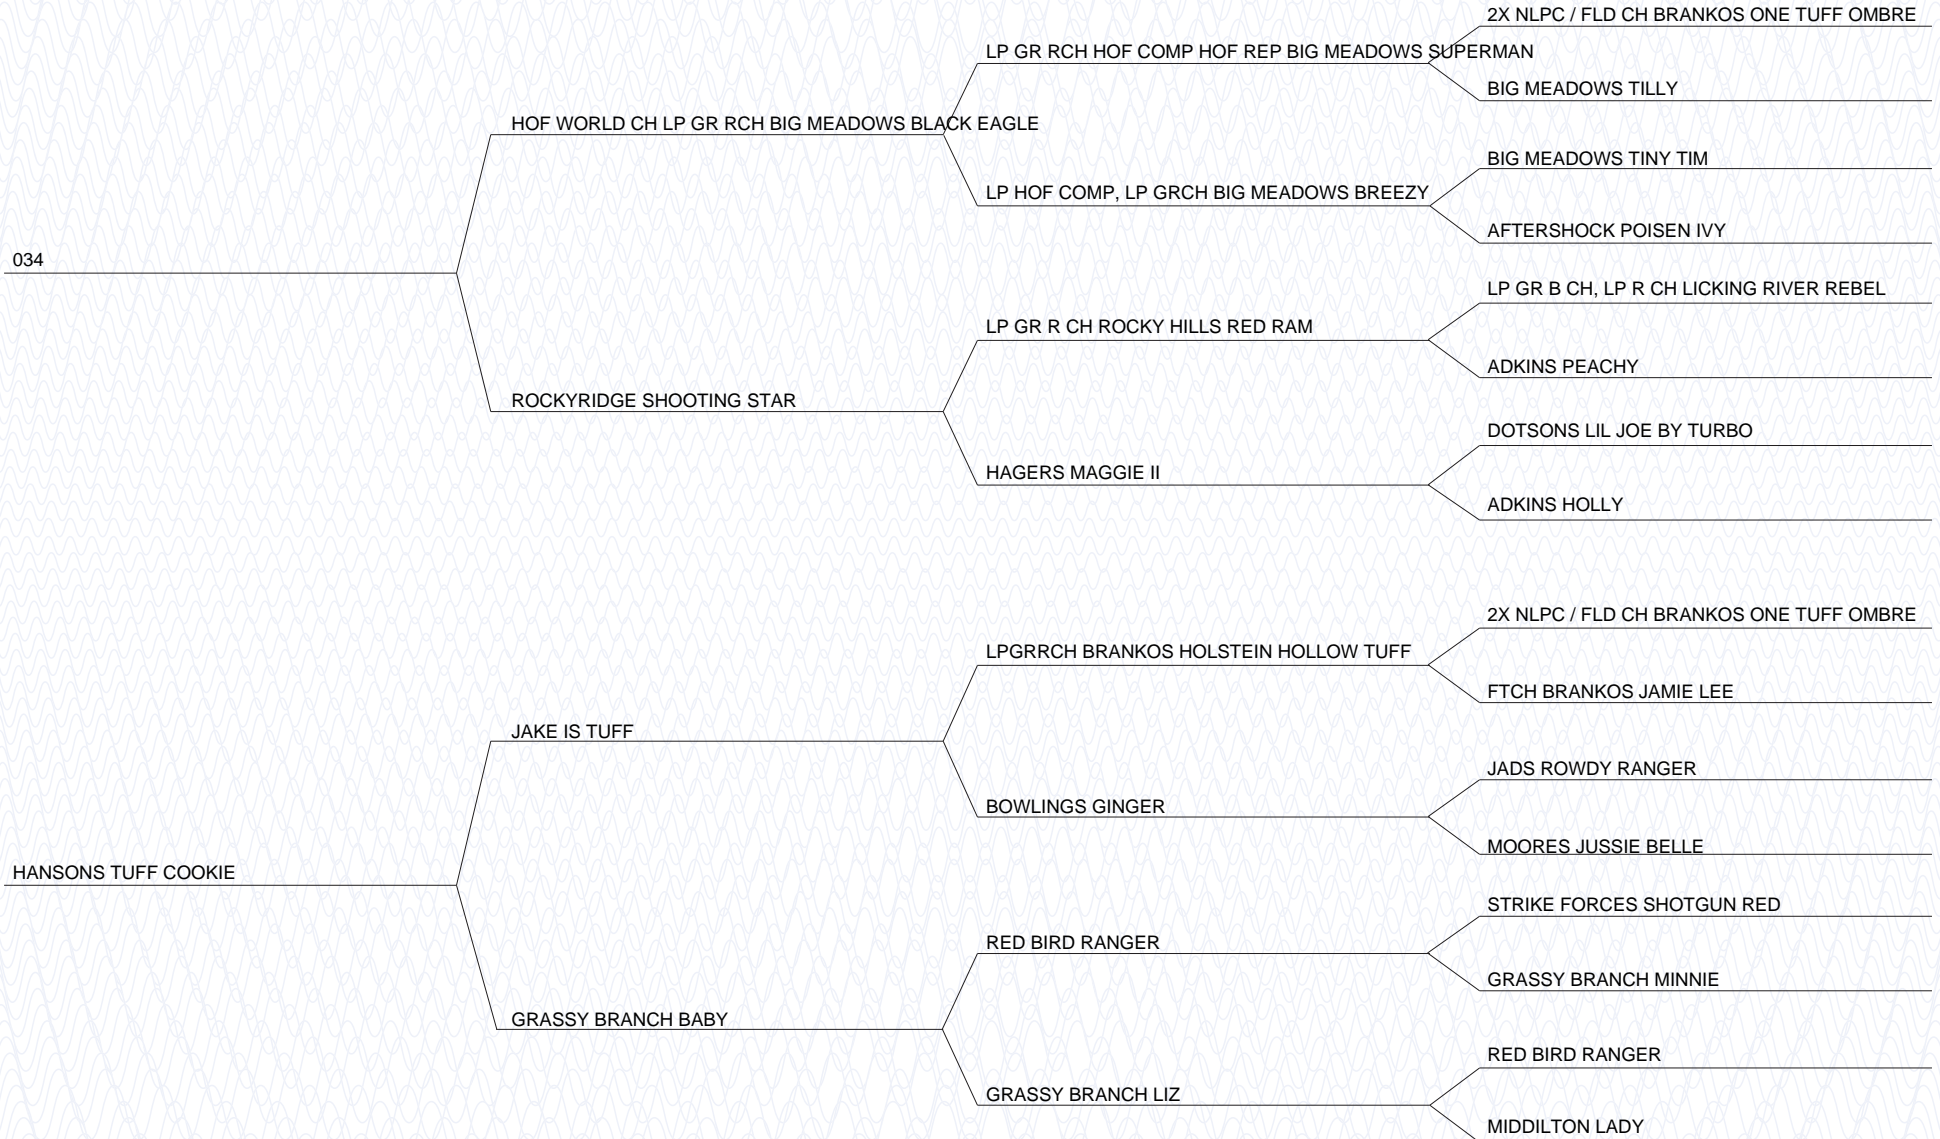 2X NLPC / FLD CH BRANKOS ONE TUFF OMBRE
LP GR RCH HOF COMP HOF REP BIG MEADOWS SUPERMAN
BIG MEADOWS TILLY
HOF WORLD CH LP GR RCH BIG MEADOWS BLACK EAGLE
BIG MEADOWS TINY TIM
LP HOF COMP, LP GRCH BIG MEADOWS BREEZY
AFTERSHOCK POISEN IVY
034
LP GR B CH, LP R CH LICKING RIVER REBEL
LP GR R CH ROCKY HILLS RED RAM
ADKINS PEACHY
ROCKYRIDGE SHOOTING STAR
DOTSONS LIL JOE BY TURBO
HAGERS MAGGIE II
ADKINS HOLLY
2X NLPC / FLD CH BRANKOS ONE TUFF OMBRE
LPGRRCH BRANKOS HOLSTEIN HOLLOW TUFF
FTCH BRANKOS JAMIE LEE
JAKE IS TUFF
JADS ROWDY RANGER
BOWLINGS GINGER
MOORES JUSSIE BELLE
HANSONS TUFF COOKIE
STRIKE FORCES SHOTGUN RED
RED BIRD RANGER
GRASSY BRANCH MINNIE
GRASSY BRANCH BABY
RED BIRD RANGER
GRASSY BRANCH LIZ
MIDDILTON LADY